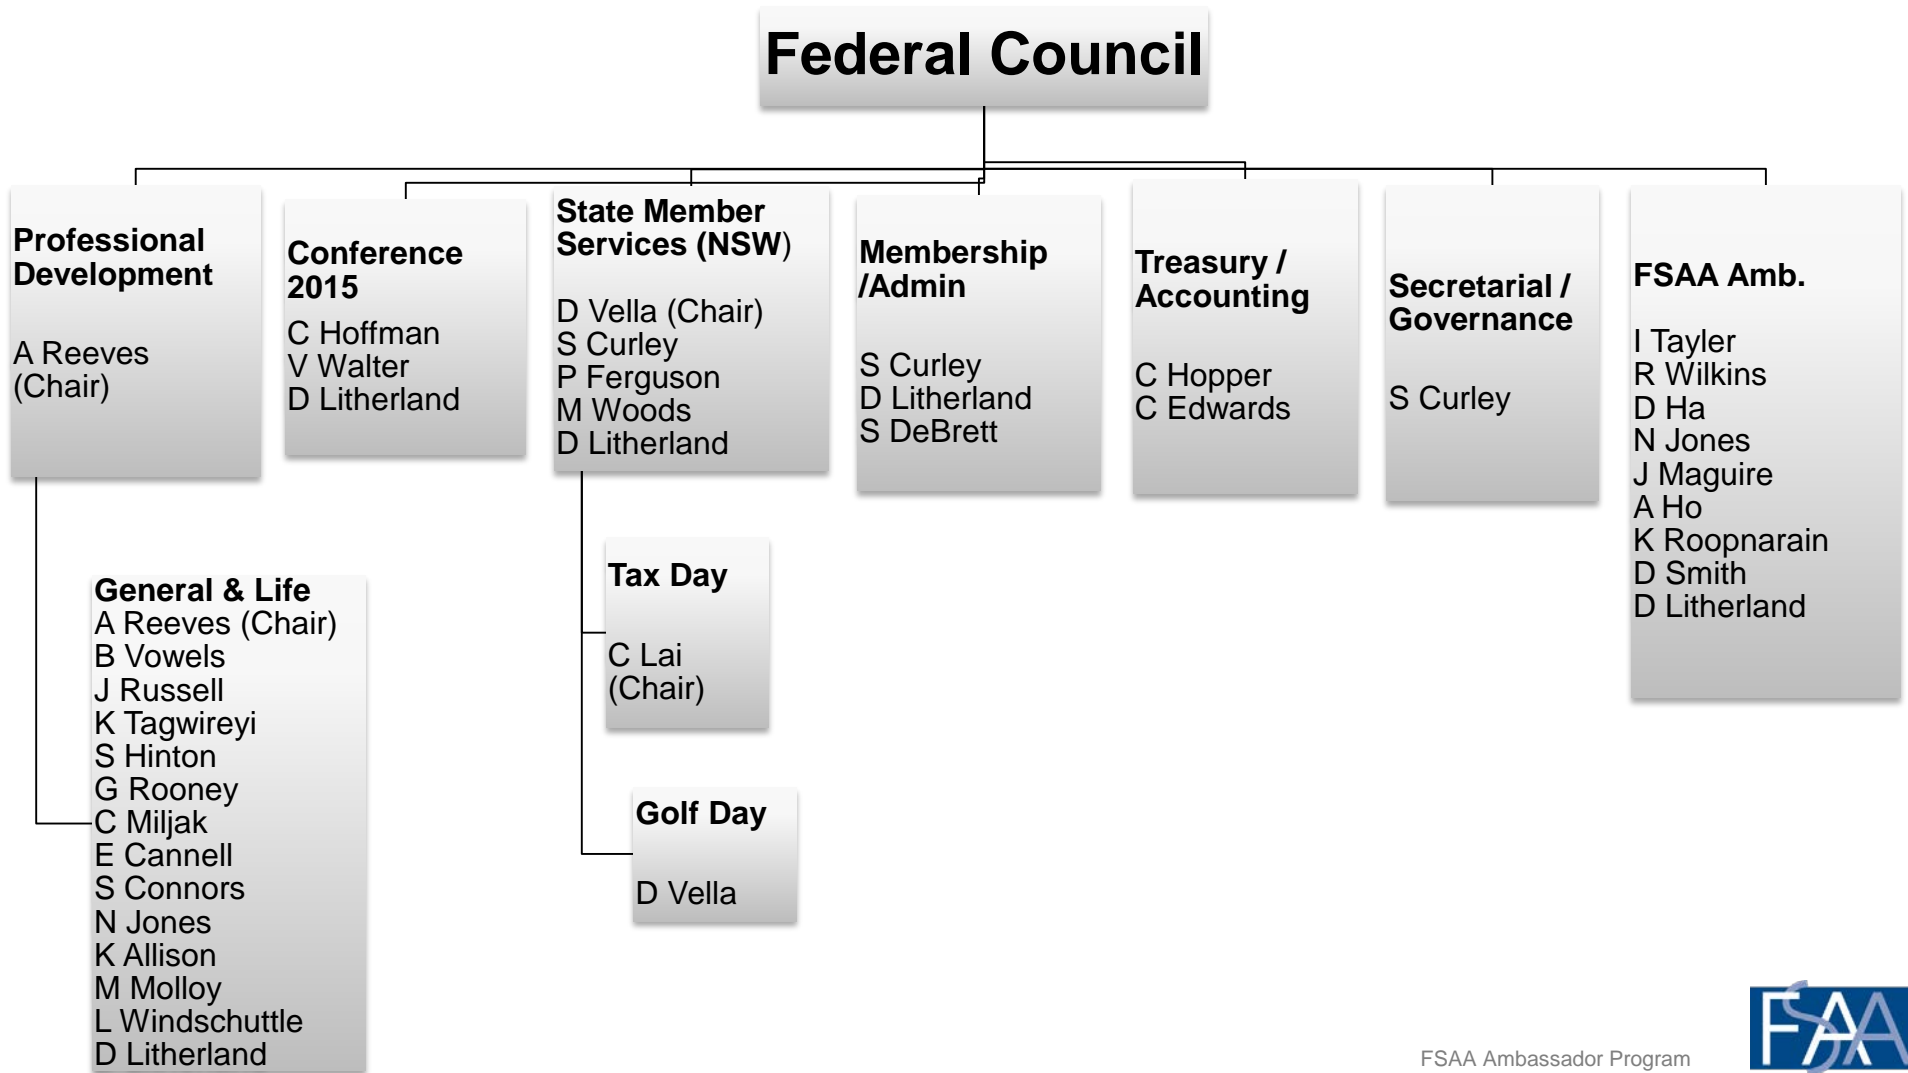 Federal Council
Professional
Development
A Reeves
(Chair)
Conference
2015
C Hoffman
V Walter
D Litherland
State Member
Services (NSW)
D Vella (Chair)
S Curley
P Ferguson
M Woods
D Litherland
Membership
/Admin
S Curley
D Litherland
S DeBrett
Treasury /
Accounting
C Hopper
C Edwards
Secretarial /
Governance
S Curley
FSAA Amb.
I Tayler
R Wilkins
D Ha
N Jones
J Maguire
A Ho
K Roopnarain
D Smith
D Litherland
General & Life
A Reeves (Chair)
B Vowels
J Russell
K Tagwireyi
S Hinton
G Rooney
C Miljak
E Cannell
S Connors
N Jones
K Allison
M Molloy
L Windschuttle
D Litherland
Tax Day
C Lai
(Chair)
Golf Day
D Vella
FSAA Ambassador Program
FSAA